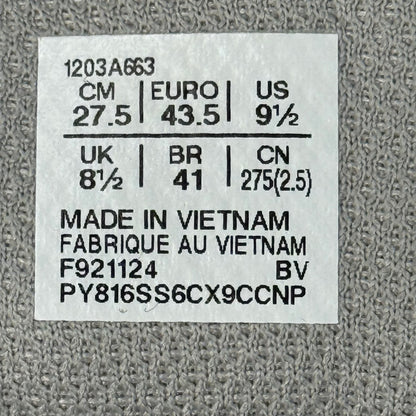 1203A663
CM | EURO | US
27.5 | 43.5 | 9½
UK | BR | CN
8½ | 41 | 275(2.5)
MADE IN VIETNAM
FABRIQUE AU VIETNAM
F921124 BV
PY816SS6CX9CCNP